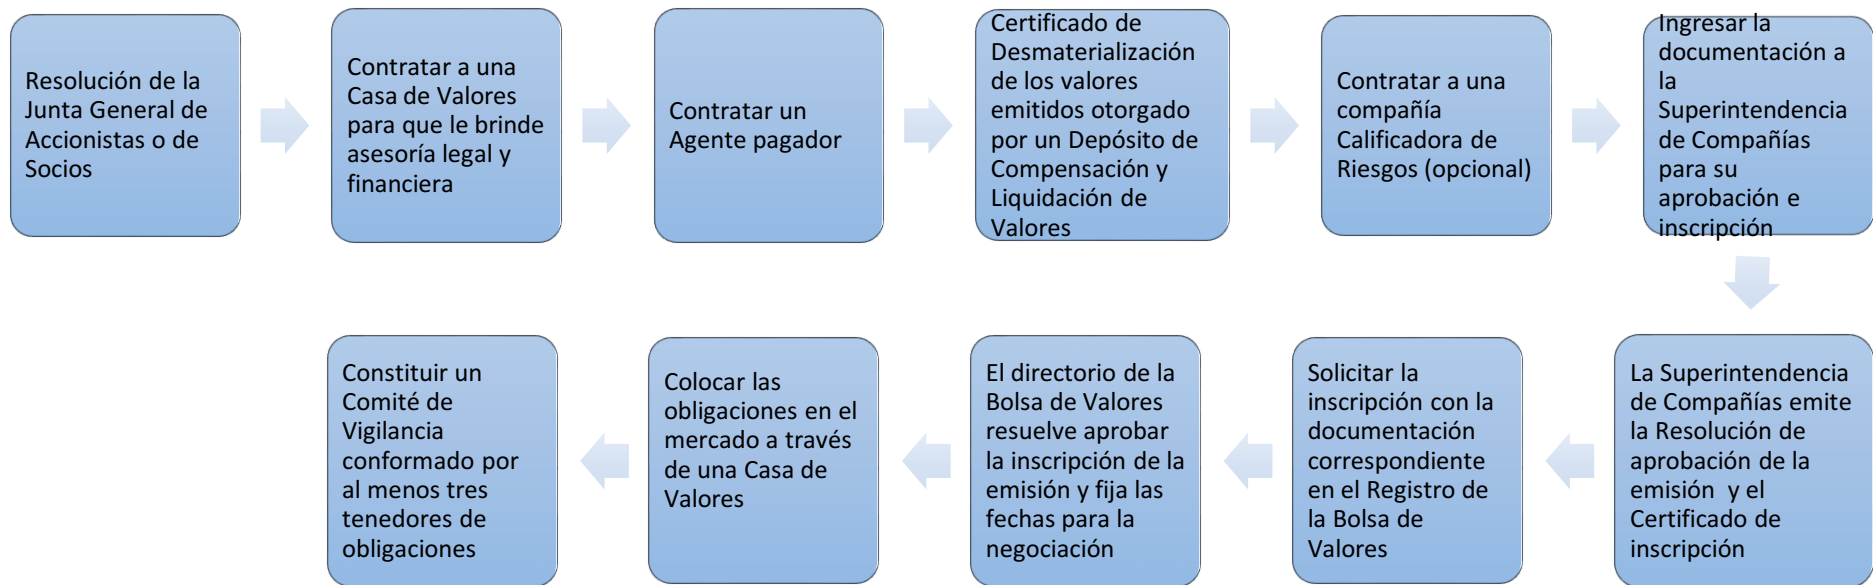 Resolución de la
Junta General de
Accionistas o de
Socios
Contratar a una
Casa de Valores
para que le brinde
asesoría legal y
financiera
Contratar un
Agente pagador
Certificado de
Desmaterialización
de los valores
emitidos otorgado
por un Depósito de
Compensación y
Liquidación de
Valores
Contratar a una
compañía
Calificadora de
Riesgos (opcional)
Ingresar la
documentación a
la
Superintendencia
de Compañías
para su
aprobación e
inscripción
La Superintendencia
de Compañías emite
la Resolución de
aprobación de la
emisión y el
Certificado de
inscripción
Solicitar la
inscripción con la
documentación
correspondiente
en el Registro de
la Bolsa de
Valores
El directorio de la
Bolsa de Valores
resuelve aprobar
la inscripción de la
emisión y fija las
fechas para la
negociación
Colocar las
obligaciones en el
mercado a través
de una Casa de
Valores
Constituir un
Comité de
Vigilancia
conformado por
al menos tres
tenedores de
obligaciones